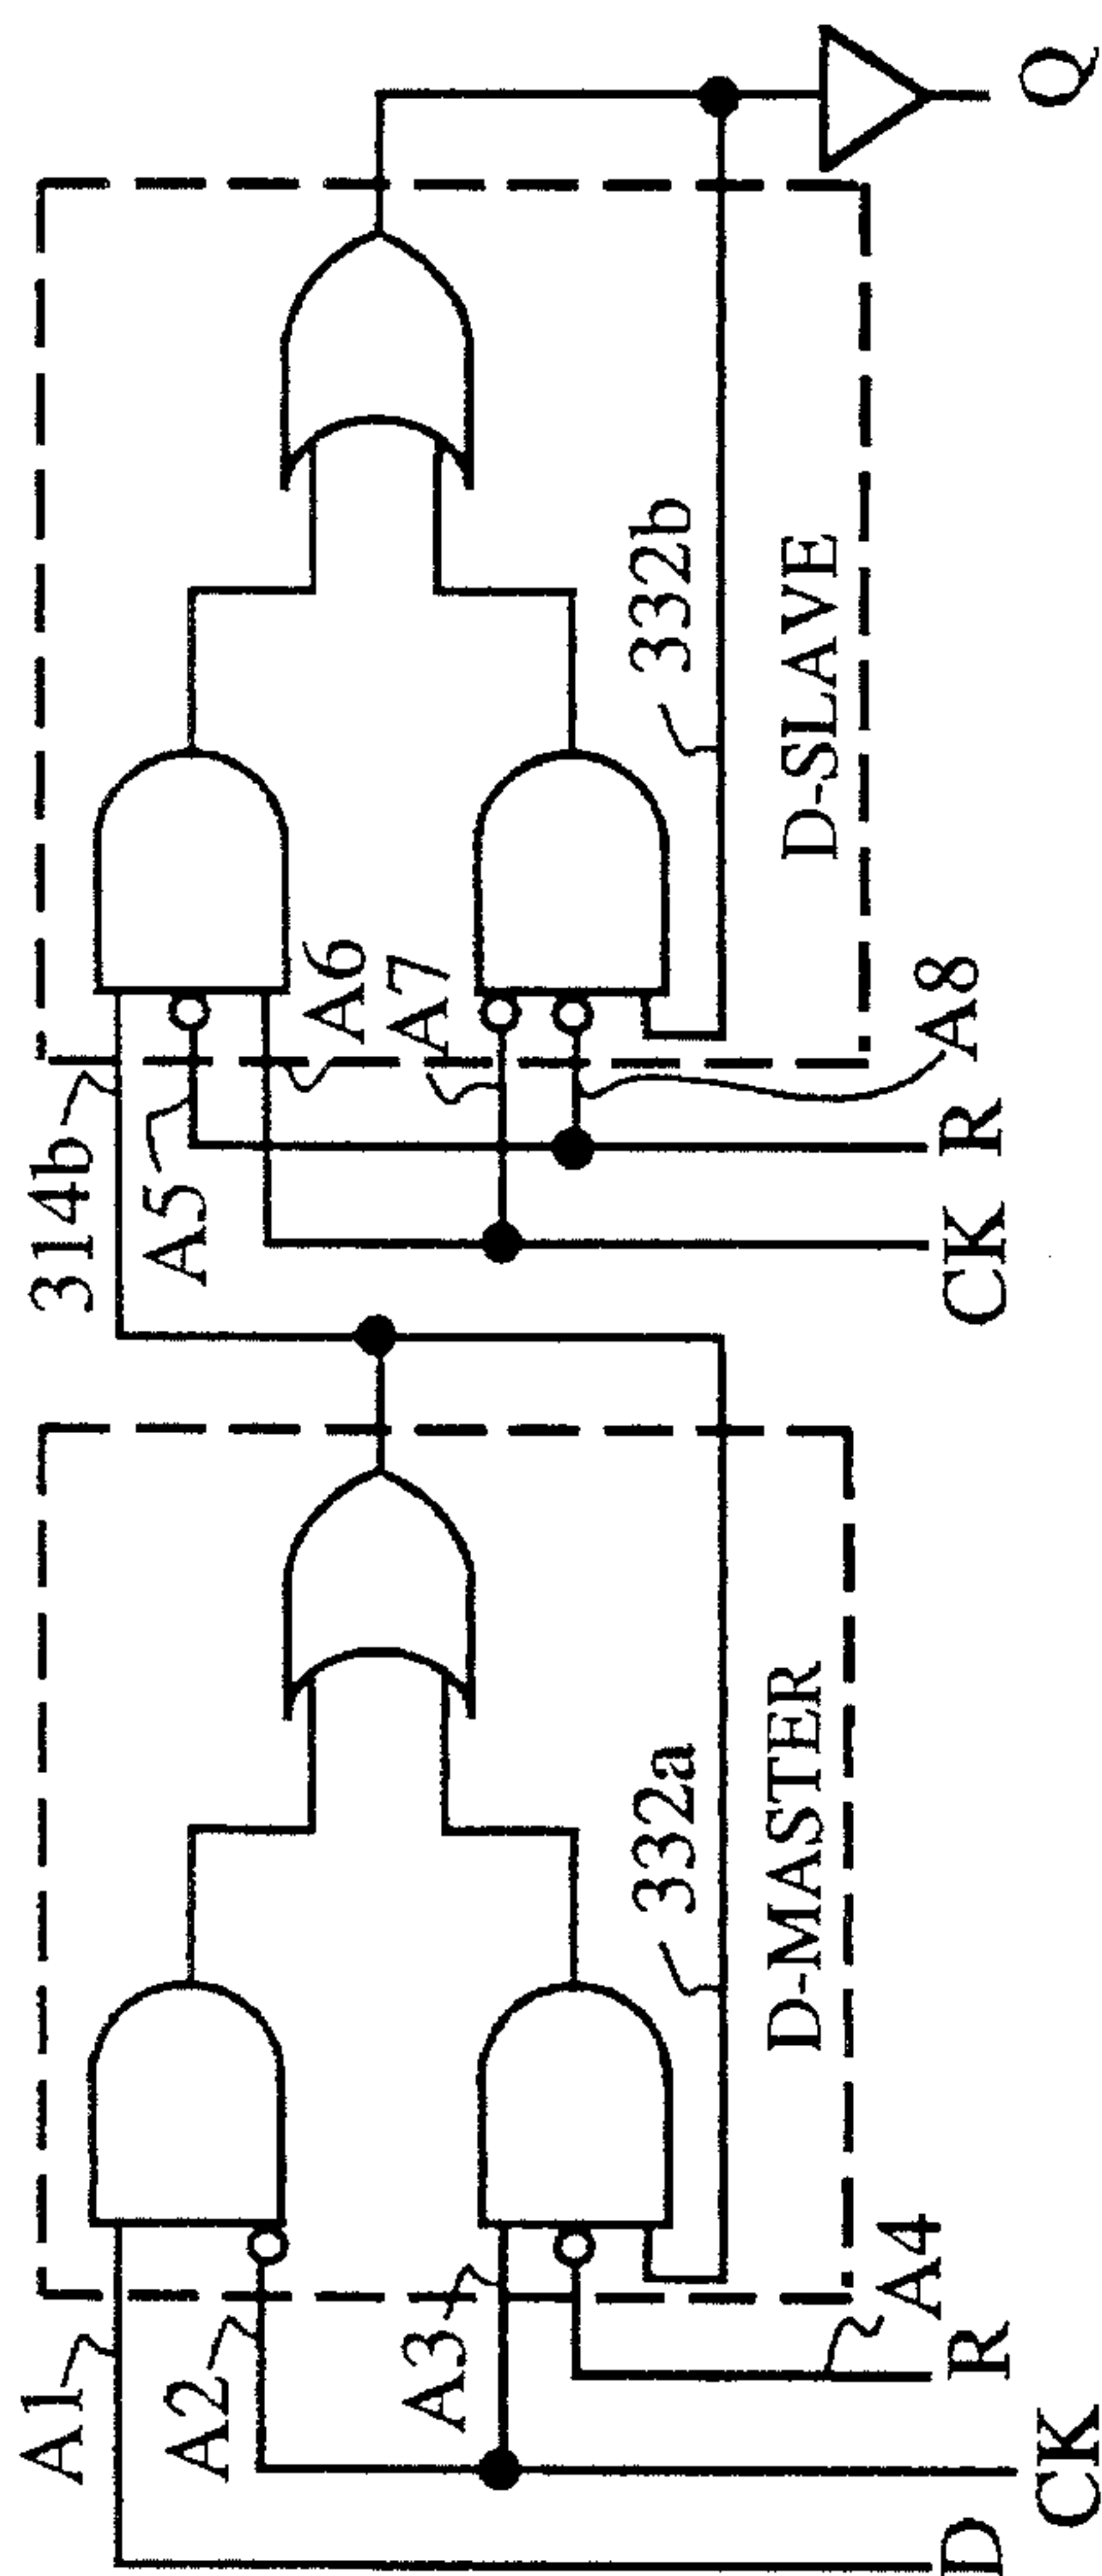 A1
A2
A3
D
CK
R
A4
332a
D-MASTER
314b
A5
A6
A7
CK
R
A8
332b
D-SLAVE
Q